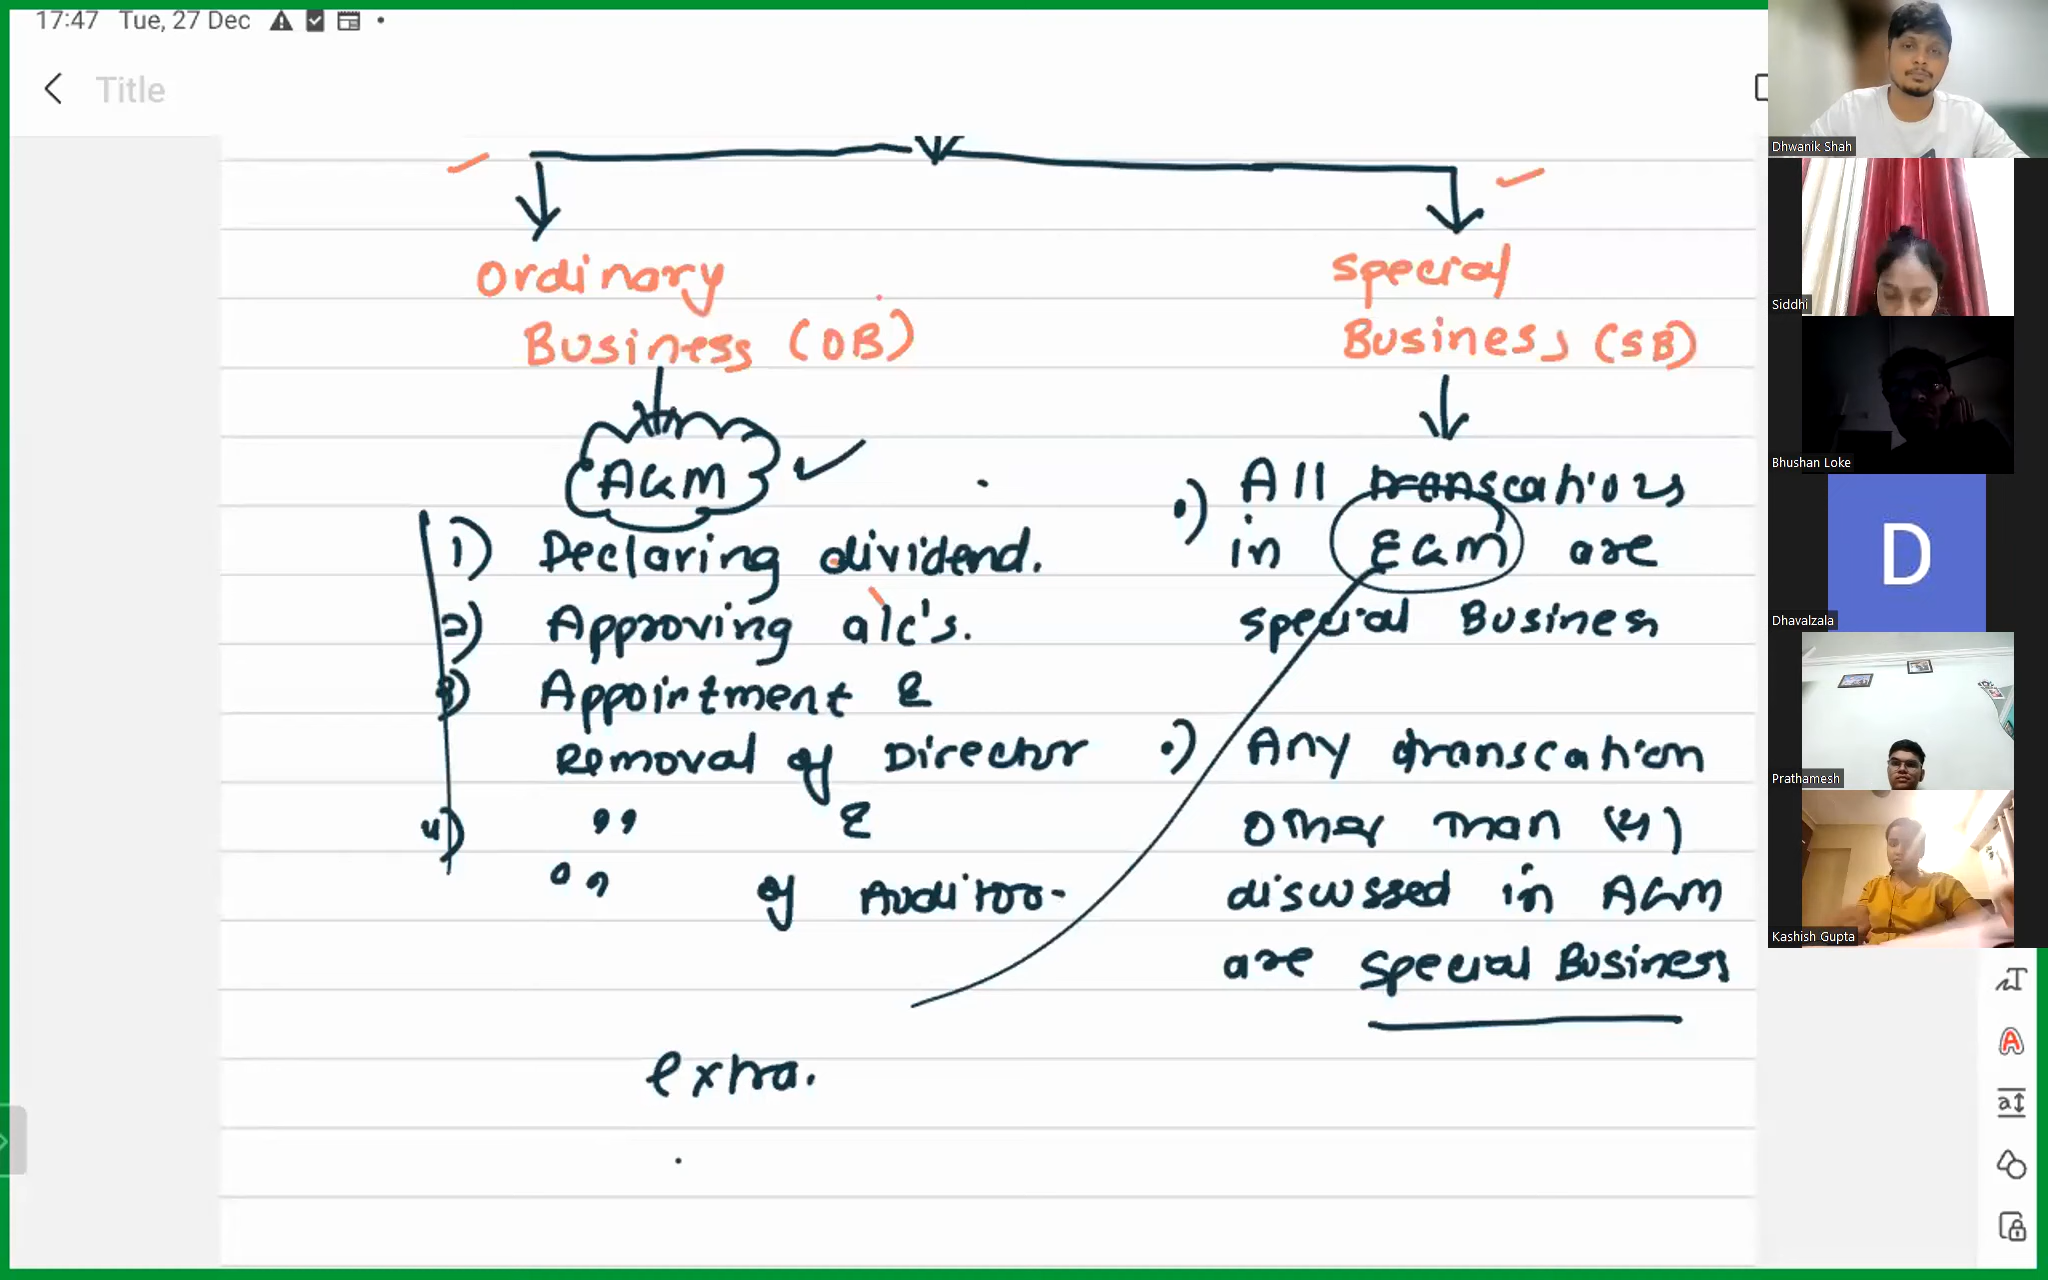 17:47 Tue, 27 Dec
Title
Ordinary
Business (OB)
AGM
1) Declaring dividend.
2) Approving a/c's.
3) Appointment &
Removal of Director
4) ,, &
,, of Auditor
extra.
Special
Business (SB)
•) All transcations
in EGM are
special Business
•) Any transcation
other than (4)
discussed in AGM
are special Business
Dhwanik Shah
Siddhi
Bhushan Loke
D
Dhavalzala
Prathamesh
Kashish Gupta